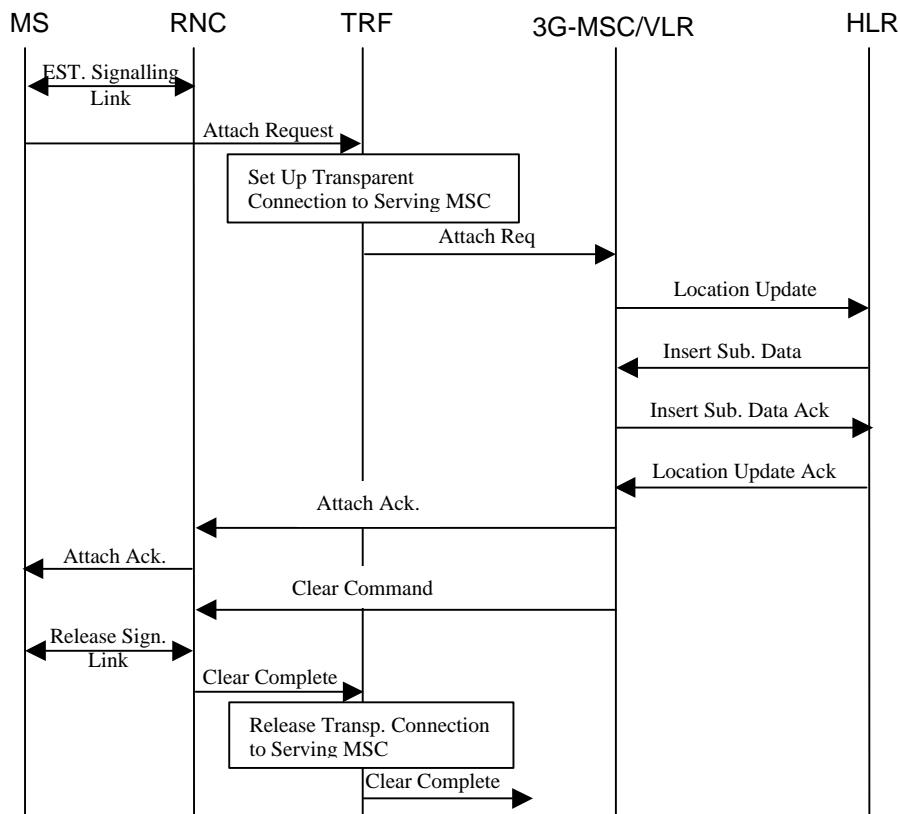 MS RNC TRF 3G-MSC/VLR HLR
EST. Signalling
Link
Attach Request
Set Up Transparent
Connection to Serving MSC
Attach Req
Location Update
Insert Sub. Data
Insert Sub. Data Ack
Location Update Ack
Attach Ack.
Attach Ack.
Clear Command
Release Sign.
Link
Clear Complete
Release Transp. Connection
to Serving MSC
Clear Complete